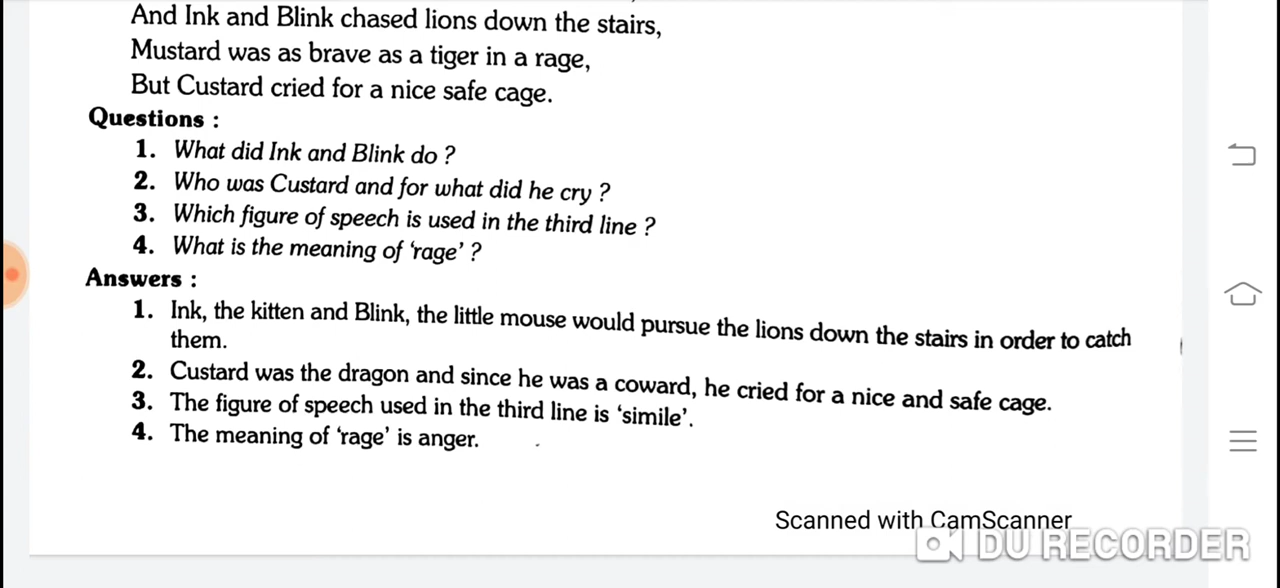 And Ink and Blink chased lions down the stairs,
Mustard was as brave as a tiger in a rage,
But Custard cried for a nice safe cage.
Questions :
1. What did Ink and Blink do ?
2. Who was Custard and for what did he cry ?
3. Which figure of speech is used in the third line ?
4. What is the meaning of ‘rage’ ?
Answers :
1. Ink, the kitten and Blink, the little mouse would pursue the lions down the stairs in order to catch
them.
2. Custard was the dragon and since he was a coward, he cried for a nice and safe cage.
3. The figure of speech used in the third line is ‘simile’.
4. The meaning of ‘rage’ is anger.
Scanned with CamScanner
DU RECORDER